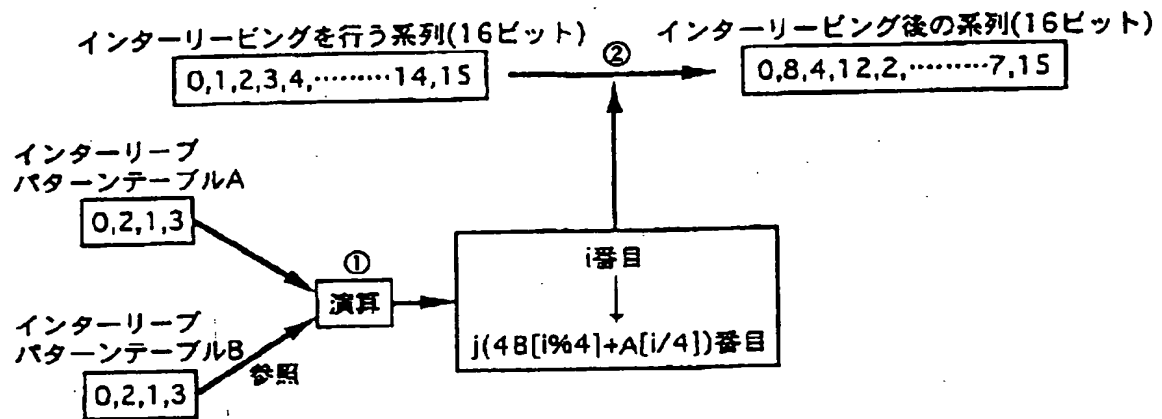 インターリービングを行う系列(16ビット)
0,1,2,3,4,………14,15
②
インターリービング後の系列(16ビット)
0,8,4,12,2,………7,15
インターリーブ
パターンテーブルA
0,2,1,3
①
演算
インターリーブ
パターンテーブルB
0,2,1,3
参照
i番目
j(4B[i%4]+A[i/4])番目